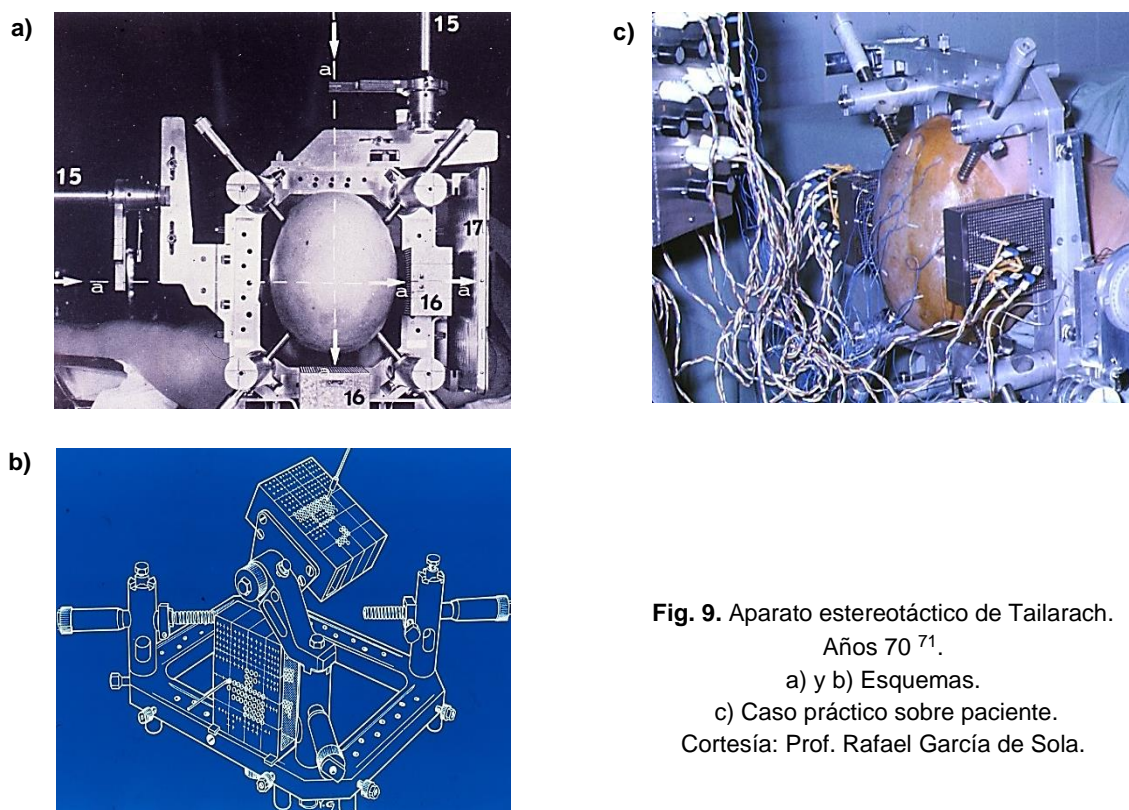 a)
15
a
15
17
a
a
a
16
16
c)
b)
Fig. 9. Aparato estereotáctico de Tailarach.
Años 70 71.
a) y b) Esquemas.
c) Caso práctico sobre paciente.
Cortesía: Prof. Rafael García de Sola.